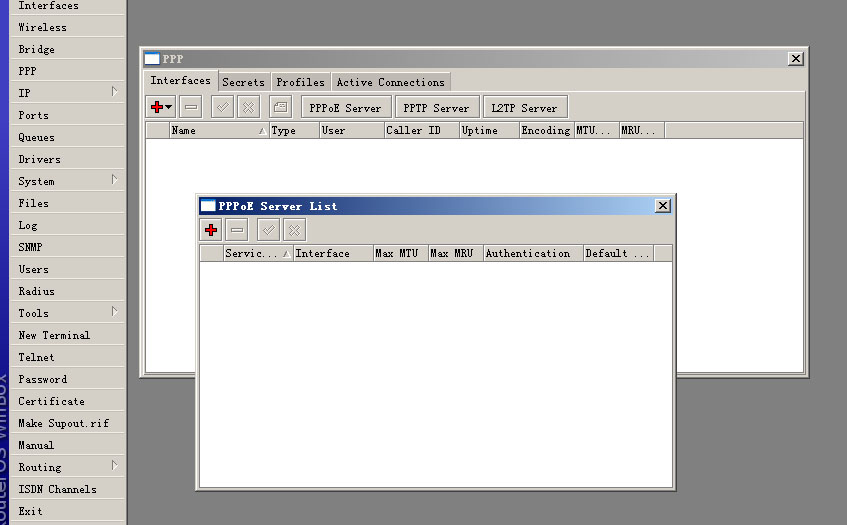 Interfaces
Wireless
Bridge
PPP
IP
Ports
Queues
Drivers
System
Files
Log
SNMP
Users
Radius
Tools
New Terminal
Telnet
Password
Certificate
Make Supout.rif
Manual
Routing
ISDN Channels
Exit
RouterOS WinBox
PPP
Interfaces Secrets Profiles Active Connections
PPPoE Server PPTP Server L2TP Server
Name Type User Caller ID Uptime Encoding MTU... MRU...
PPPoE Server List
Servic... Interface Max MTU Max MRU Authentication Default ...